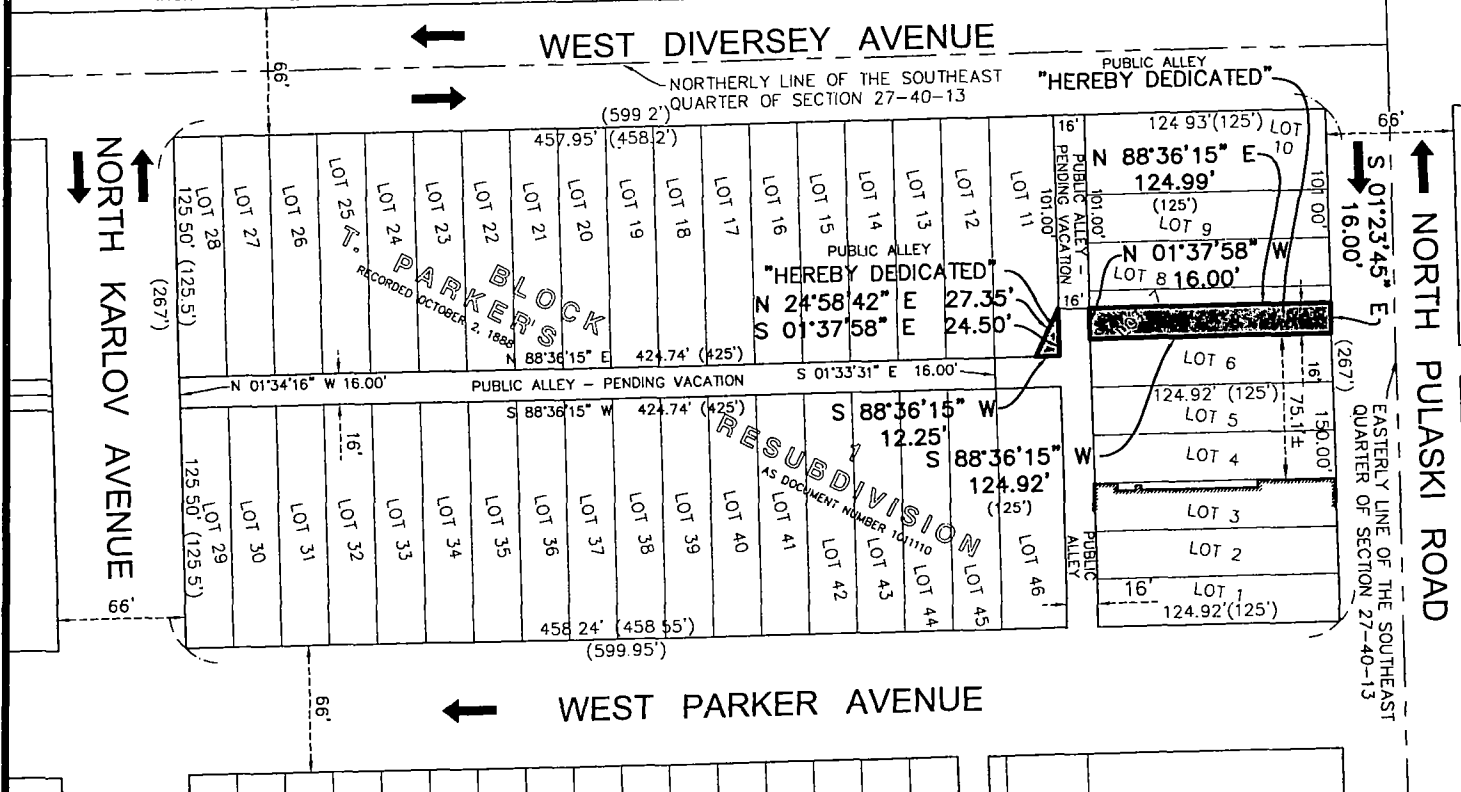 WEST DIVERSEY AVENUE
NORTHERLY LINE OF THE SOUTHEAST
QUARTER OF SECTION 27-40-13
PUBLIC ALLEY
"HEREBY DEDICATED"
66'
66'
(599 2')
457.95' (458.2')
16'
124 93'(125')
LOT
10
N 88°36'15" E
124.99'
(125')
LOT 9
N 01°37'58" W
LOT 8
16.00'
101 00'
101.00'
101.00'
PUBLIC ALLEY -
PENDING VACATION
16'
S 01°23'45" E
16.00'
NORTH PULASKI ROAD
NORTH KARLOV AVENUE
(267')
125 50' (125.5')
LOT 28
LOT 27
LOT 26
LOT 25
LOT 24
LOT 23
LOT 22
LOT 21
LOT 20
LOT 19
LOT 18
LOT 17
LOT 16
LOT 15
LOT 14
LOT 13
LOT 12
LOT 11
PUBLIC ALLEY
"HEREBY DEDICATED"
N 24°58'42" E 27.35'
S 01°37'58" E 24.50'
BLOCK
PARKER'S
RECORDED OCTOBER 2, 1888
N 88°36'15" E 424.74' (425')
N 01°34'16" W 16.00'
PUBLIC ALLEY - PENDING VACATION
S 01°33'31" E 16.00'
S 88°36'15" W 424.74' (425')
16'
S 88°36'15" W
12.25'
S 88°36'15" W
124.92'
(125')
1
RESUBDIVISION
AS DOCUMENT NUMBER 1011110
LOT 6
124.92' (125')
LOT 5
LOT 4
LOT 3
LOT 2
LOT 1
124.92'(125')
16'
75.1'±
150.00'
(267')
EASTERLY LINE OF THE SOUTHEAST
QUARTER OF SECTION 27-40-13
125 50' (125 5')
LOT 29
LOT 30
LOT 31
LOT 32
LOT 33
LOT 34
LOT 35
LOT 36
LOT 37
LOT 38
LOT 39
LOT 40
LOT 41
LOT 42
LOT 43
LOT 44
LOT 45
LOT 46
PUBLIC
ALLEY
16'
66'
458 24' (458 55')
(599.95')
66'
WEST PARKER AVENUE